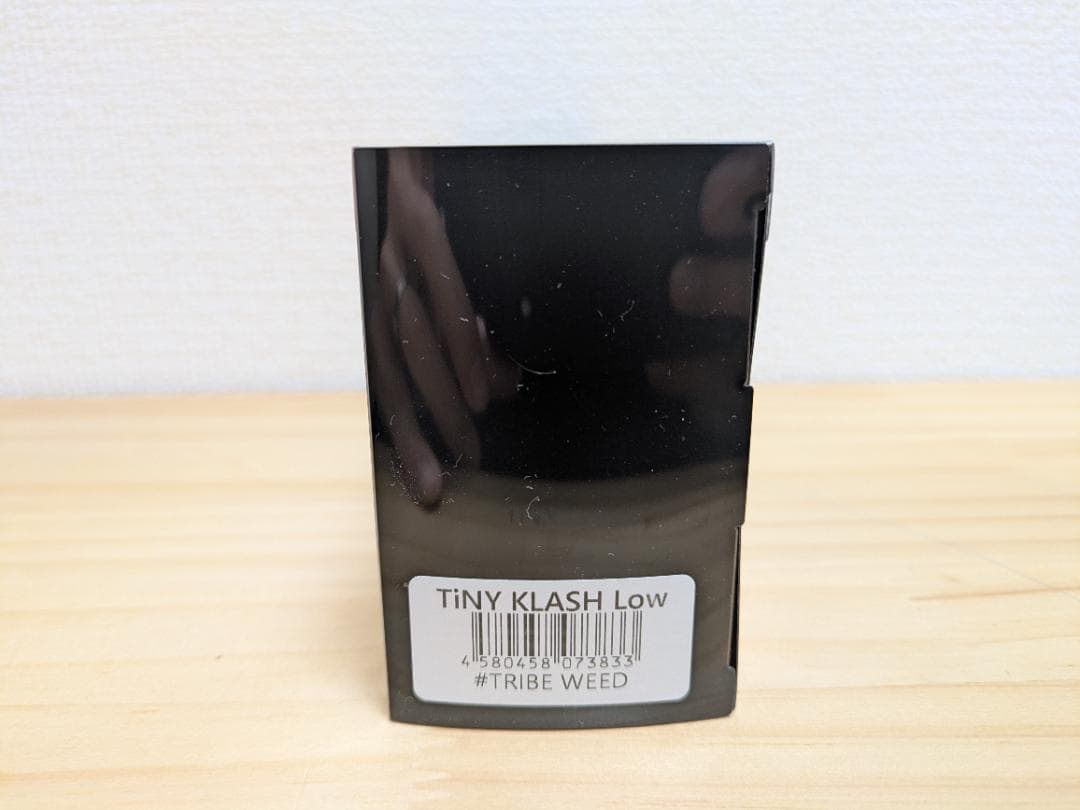 TiNY KLASH Low
4 580458 073833
#TRIBE WEED